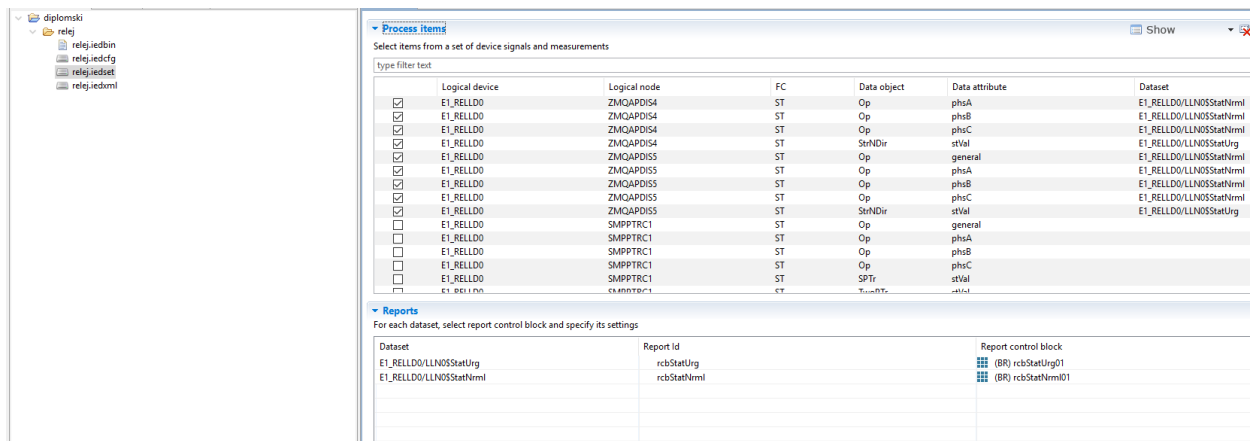 diplomski
relej
relej.iedbin
relej.iedcfg
relej.iedset
relej.iedxml
Process items
Show
Select items from a set of device signals and measurements
type filter text
Logical device Logical node FC Data object Data attribute Dataset
E1_RELLD0 ZMQAPDIS4 ST Op phsA E1_RELLD0/LLN0$StatNrml
E1_RELLD0 ZMQAPDIS4 ST Op phsB E1_RELLD0/LLN0$StatNrml
E1_RELLD0 ZMQAPDIS4 ST Op phsC E1_RELLD0/LLN0$StatNrml
E1_RELLD0 ZMQAPDIS4 ST StrNDir stVal E1_RELLD0/LLN0$StatUrg
E1_RELLD0 ZMQAPDIS5 ST Op general E1_RELLD0/LLN0$StatNrml
E1_RELLD0 ZMQAPDIS5 ST Op phsA E1_RELLD0/LLN0$StatNrml
E1_RELLD0 ZMQAPDIS5 ST Op phsB E1_RELLD0/LLN0$StatNrml
E1_RELLD0 ZMQAPDIS5 ST Op phsC E1_RELLD0/LLN0$StatNrml
E1_RELLD0 ZMQAPDIS5 ST StrNDir stVal E1_RELLD0/LLN0$StatUrg
E1_RELLD0 SMPPTRC1 ST Op general
E1_RELLD0 SMPPTRC1 ST Op phsA
E1_RELLD0 SMPPTRC1 ST Op phsB
E1_RELLD0 SMPPTRC1 ST Op phsC
E1_RELLD0 SMPPTRC1 ST SPTr stVal
E1_RELLD0 SMPPTRC1 ST stVal
Reports
For each dataset, select report control block and specify its settings
Dataset Report Id Report control block
E1_RELLD0/LLN0$StatUrg rcbStatUrg (BR) rcbStatUrg01
E1_RELLD0/LLN0$StatNrml rcbStatNrml (BR) rcbStatNrml01